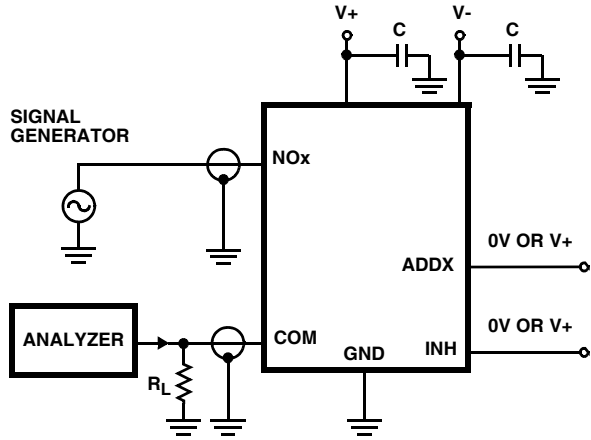 V+
V-
C
C
SIGNAL
GENERATOR
NOx
0V OR V+
ADDX
0V OR V+
ANALYZER
COM
GND
INH
RL